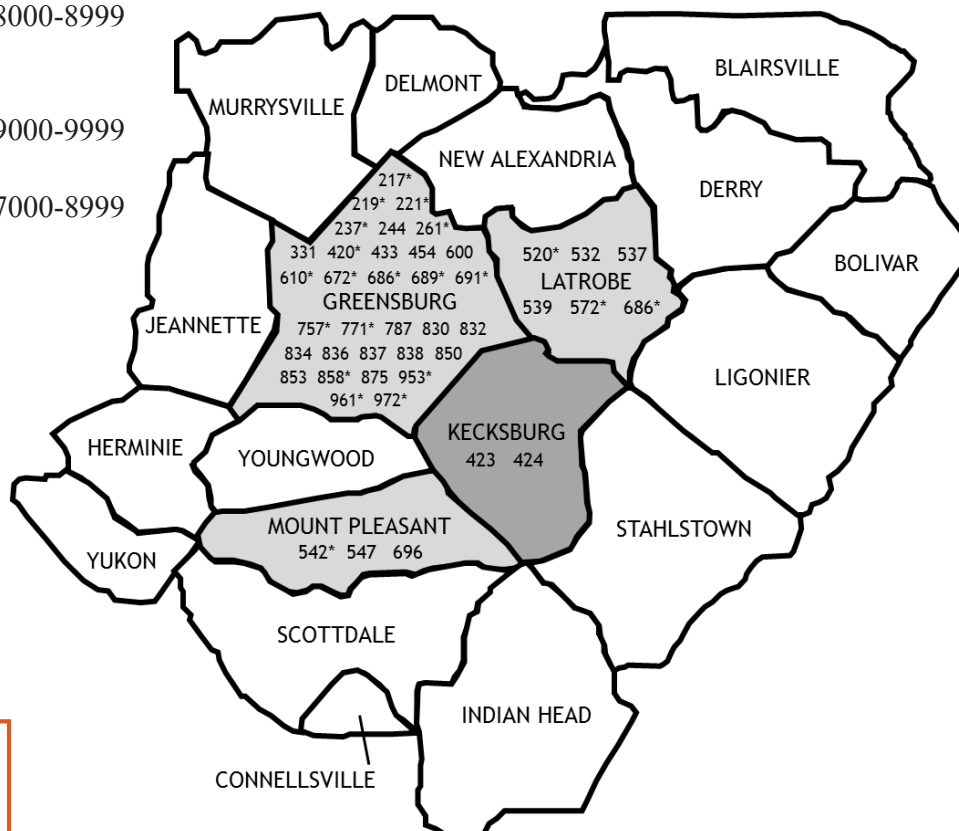 8000-8999
9000-9999
7000-8999
BLAIRSVILLE
DELMONT
MURRYSVILLE
NEW ALEXANDRIA
DERRY
217*
219* 221*
237* 244 261*
331 420* 433 454 600
610* 672* 686* 689* 691*
GREENSBURG
757* 771* 787 830 832
834 836 837 838 850
853 858* 875 953*
961* 972*
520* 532 537
LATROBE
539 572* 686*
BOLIVAR
JEANNETTE
LIGONIER
HERMINIE
YOUNGWOOD
KECKSBURG
423 424
MOUNT PLEASANT
542* 547 696
STAHLSTOWN
YUKON
SCOTTDALE
INDIAN HEAD
CONNELLSVILLE